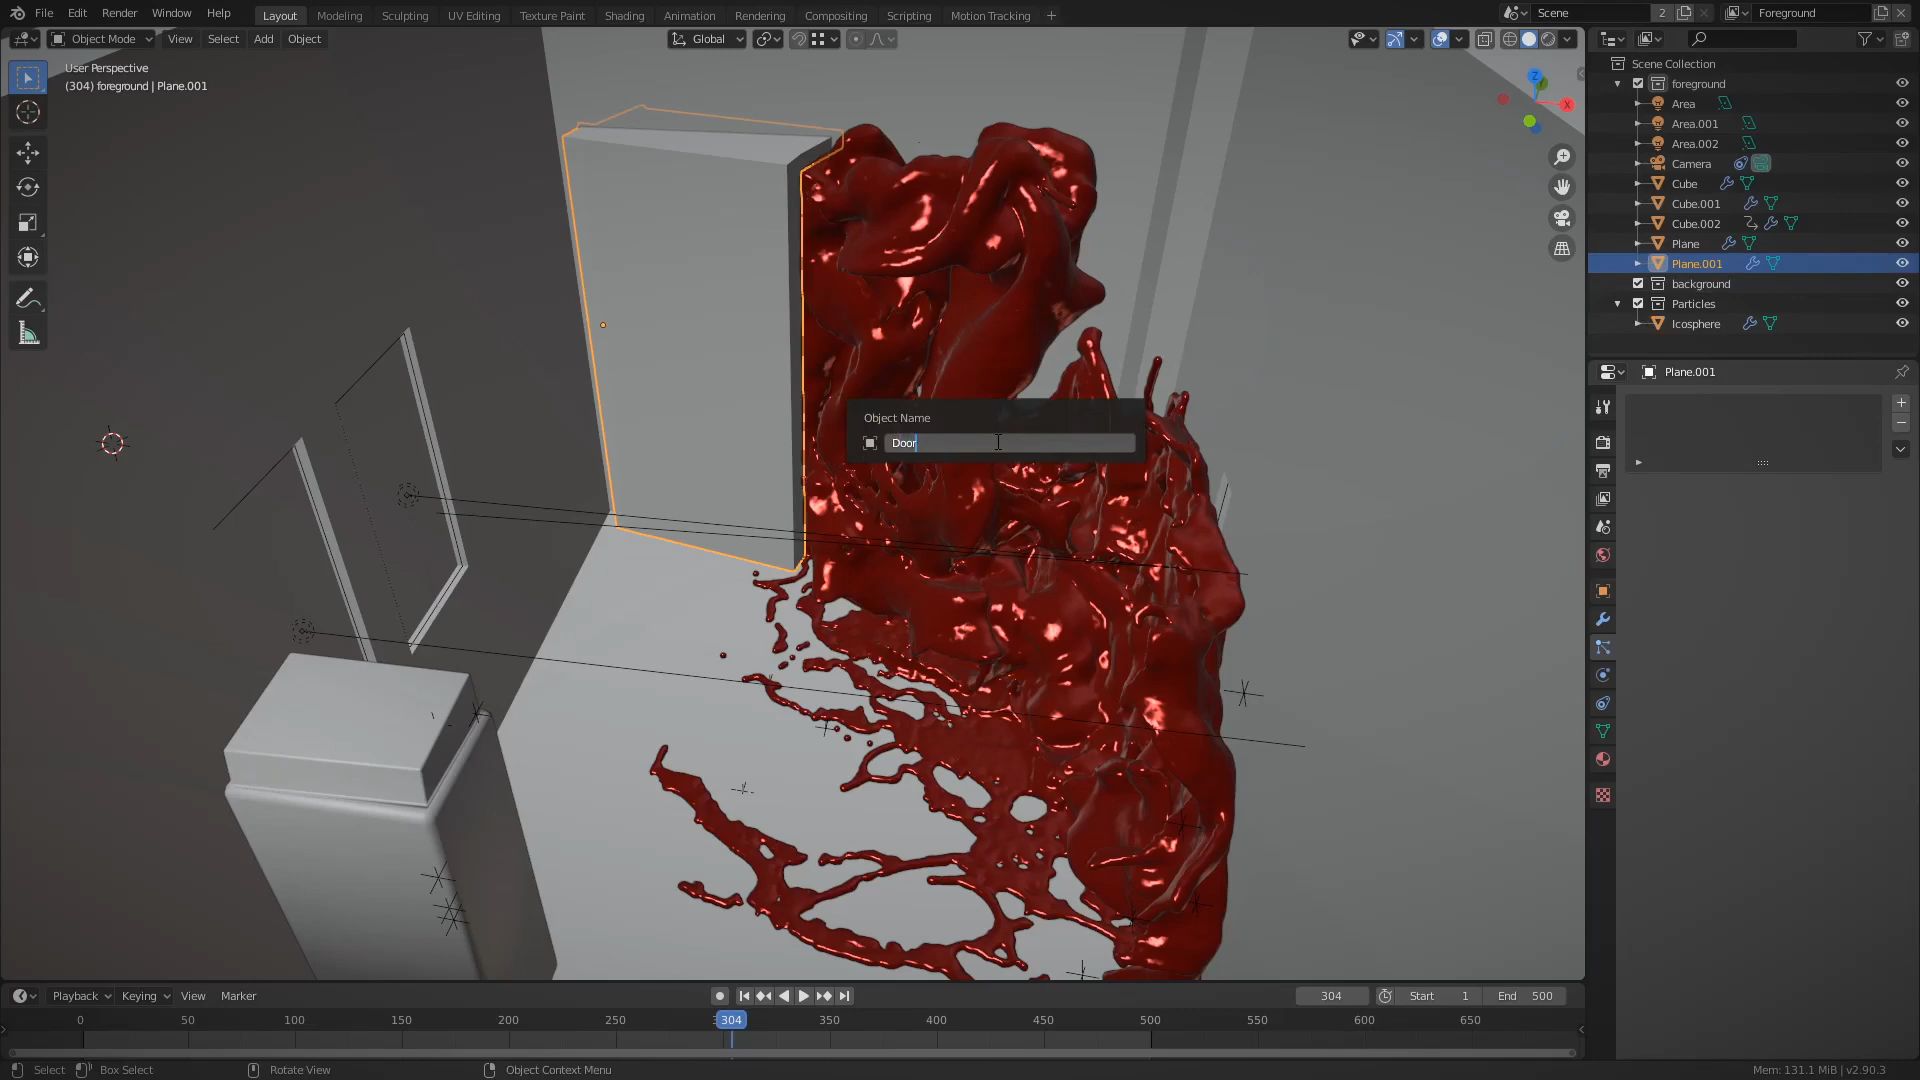 File Edit Render Window Help Layout Modeling Sculpting UV Editing Texture Paint Shading Animation Rendering Compositing Scripting Motion Tracking + Scene 2 Foreground
Object Mode View Select Add Object Global
User Perspective
(304) foreground | Plane.001
Z
X
Scene Collection
foreground
Area
Area.001
Area.002
Camera
Cube
Cube.001
Cube.002
Plane
Plane.001
background
Particles
Icosphere
Plane.001
Object Name
Door
Playback Keying View Marker 304 Start 1 End 500
0 50 100 150 200 250 304 350 400 450 500 550 600 650
Select Box Select Rotate View Object Context Menu Mem: 131.1 MiB | v2.90.3